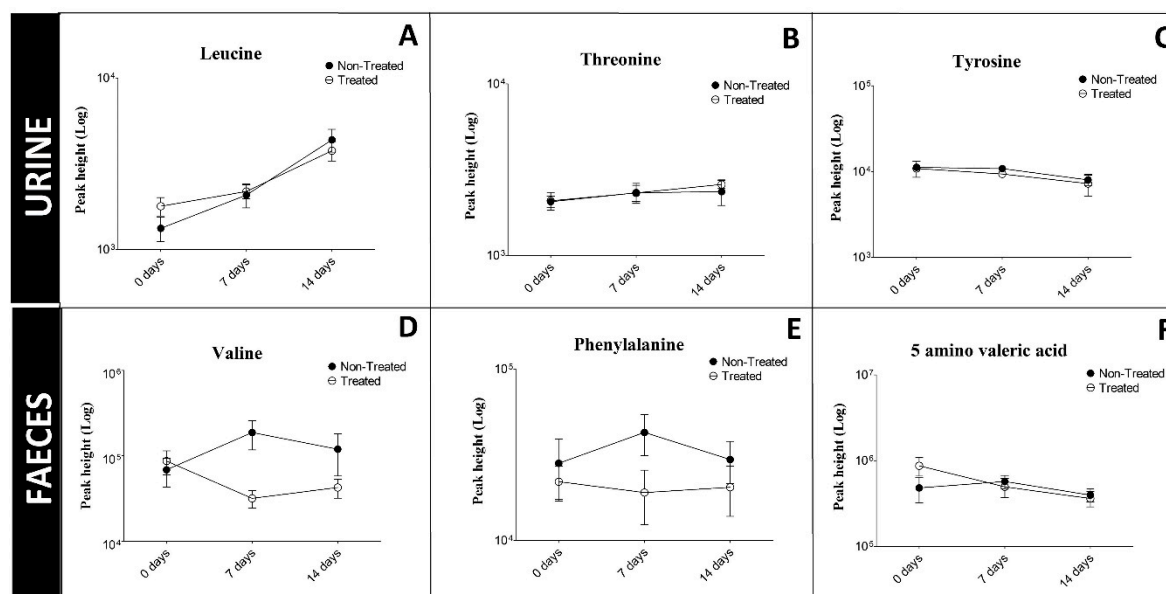 URINE
A
Leucine
Non-Treated
Treated
10⁴
Peak height (Log)
10³
0 days
7 days
14 days
B
Threonine
Non-Treated
Treated
10⁴
Peak height (Log)
10³
0 days
7 days
14 days
C
Tyrosine
Non-Treated
Treated
10⁵
Peak height (Log)
10⁴
10³
0 days
7 days
14 days
FAECES
D
Valine
Non-Treated
Treated
10⁶
Peak height (Log)
10⁵
10⁴
0 days
7 days
14 days
E
Phenylalanine
Non-Treated
Treated
10⁵
Peak height (Log)
10⁴
0 days
7 days
14 days
F
5 amino valeric acid
Non-Treated
Treated
10⁷
Peak height (Log)
10⁶
10⁵
0 days
7 days
14 days